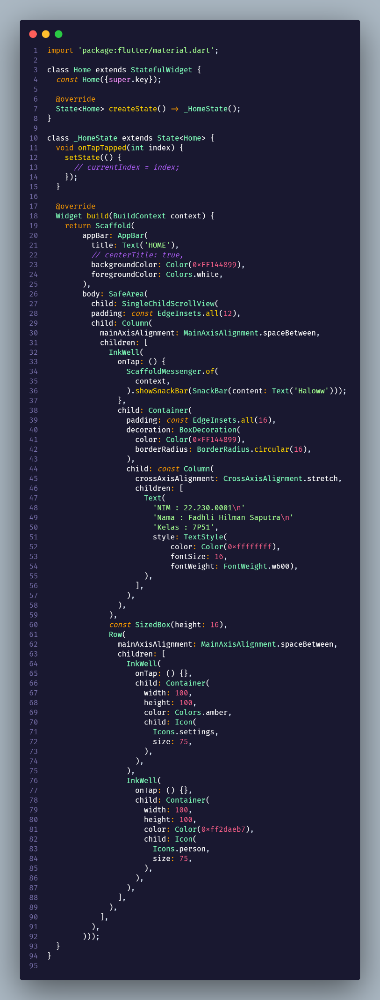 1 import 'package:flutter/material.dart';
2
3 class Home extends StatefulWidget {
4   const Home({super.key});
5
6   @override
7   State<Home> createState() => _HomeState();
8 }
9
10 class _HomeState extends State<Home> {
11   void onTapTapped(int index) {
12     setState(() {
13       // currentIndex = index;
14     });
15   }
16
17   @override
18   Widget build(BuildContext context) {
19     return Scaffold(
20         appBar: AppBar(
21           title: Text('HOME'),
22           // centerTitle: true,
23           backgroundColor: Color(0xFF144899),
24           foregroundColor: Colors.white,
25         ),
26         body: SafeArea(
27           child: SingleChildScrollView(
28           padding: const EdgeInsets.all(12),
29           child: Column(
30             mainAxisAlignment: MainAxisAlignment.spaceBetween,
31             children: [
32               InkWell(
33                 onTap: () {
34                   ScaffoldMessenger.of(
35                     context,
36                   ).showSnackBar(SnackBar(content: Text('Haloww')));
37                 },
38                 child: Container(
39                   padding: const EdgeInsets.all(16),
40                   decoration: BoxDecoration(
41                     color: Color(0xFF144899),
42                     borderRadius: BorderRadius.circular(16),
43                   ),
44                   child: const Column(
45                     crossAxisAlignment: CrossAxisAlignment.stretch,
46                     children: [
47                       Text(
48                         'NIM : 22.230.0001\n'
49                         'Nama : Fadhli Hilman Saputra\n'
50                         'Kelas : 7P51',
51                         style: TextStyle(
52                             color: Color(0xffffffff),
53                             fontSize: 16,
54                             fontWeight: FontWeight.w600),
55                       ),
56                     ],
57                   ),
58                 ),
59               ),
60               const SizedBox(height: 16),
61               Row(
62                 mainAxisAlignment: MainAxisAlignment.spaceBetween,
63                 children: [
64                   InkWell(
65                     onTap: () {},
66                     child: Container(
67                       width: 100,
68                       height: 100,
69                       color: Colors.amber,
70                       child: Icon(
71                         Icons.settings,
72                         size: 75,
73                       ),
74                     ),
75                   ),
76                   InkWell(
77                     onTap: () {},
78                     child: Container(
79                       width: 100,
80                       height: 100,
81                       color: Color(0xff2daeb7),
82                       child: Icon(
83                         Icons.person,
84                         size: 75,
85                       ),
86                     ),
87                   ),
88                 ],
89               ),
90             ],
91           ),
92         )));
93   }
94 }
95